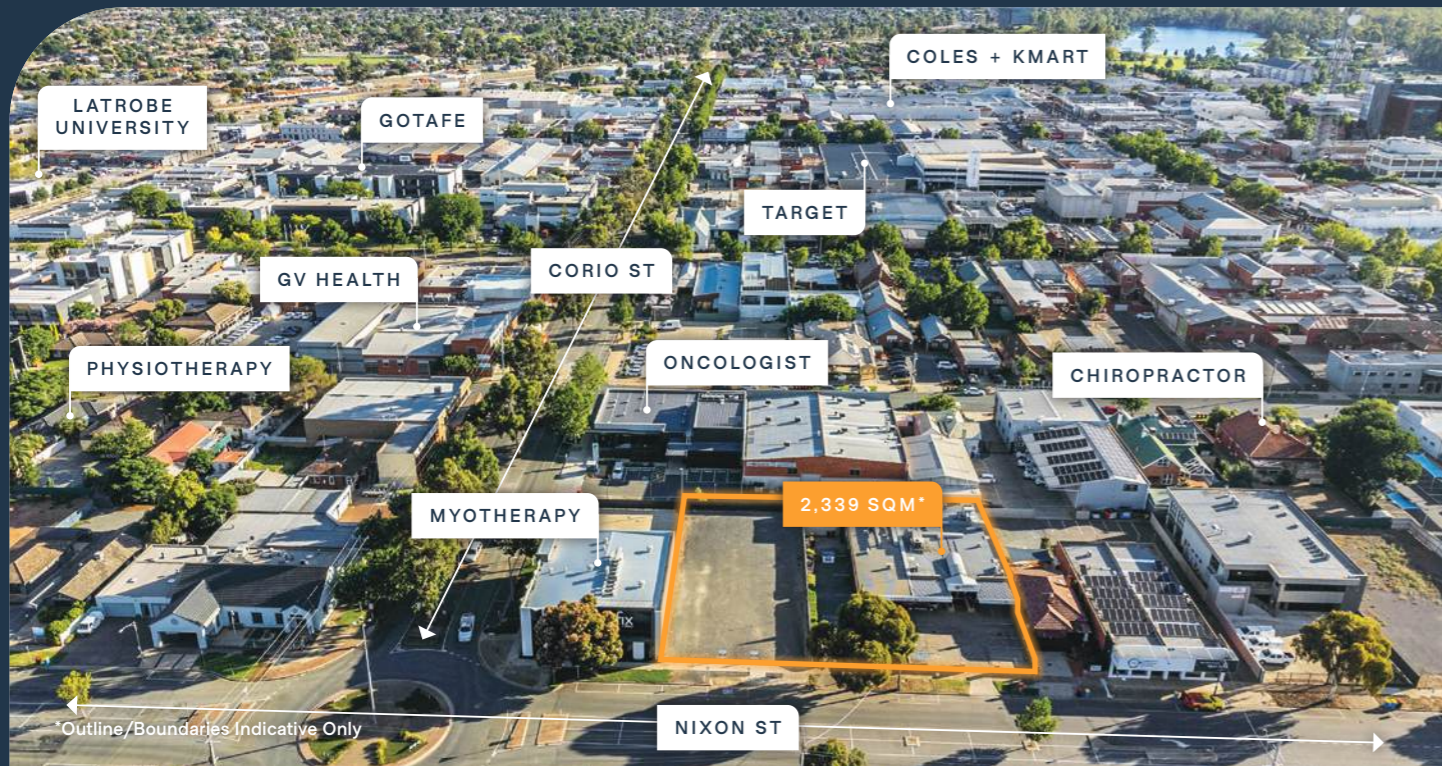 COLES + KMART
LATROBE
UNIVERSITY
GOTAFE
TARGET
CORIO ST
GV HEALTH
ONCOLOGIST
PHYSIOTHERAPY
CHIROPRACTOR
2,339 SQM*
MYOTHERAPY
NIXON ST
*Outline/Boundaries Indicative Only